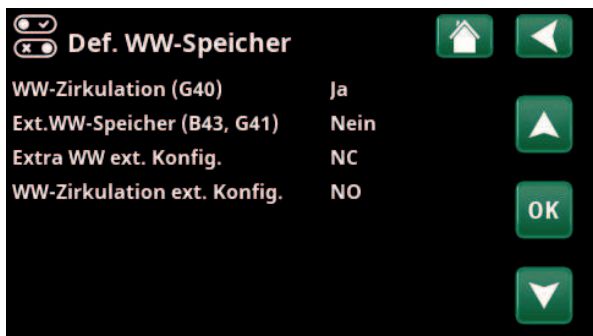 Def. WW-Speicher
WW-Zirkulation (G40) Ja
Ext.WW-Speicher (B43, G41) Nein
Extra WW ext. Konfig. NC
WW-Zirkulation ext. Konfig. NO
OK